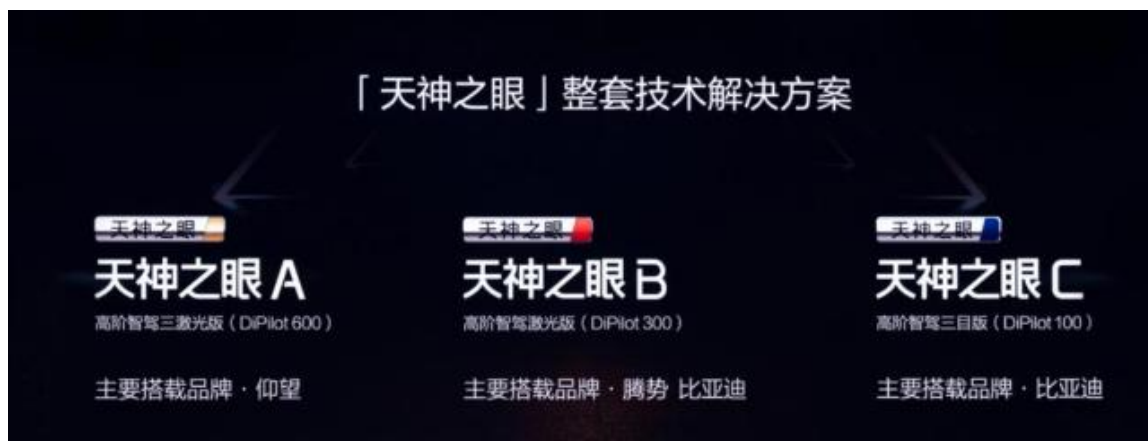 「天神之眼」整套技术解决方案
天神之眼
天神之眼 A
高阶智驾三激光版（DiPilot 600）
主要搭载品牌 · 仰望
天神之眼
天神之眼 B
高阶智驾激光版（DiPilot 300）
主要搭载品牌 · 腾势 比亚迪
天神之眼
天神之眼 C
高阶智驾三目版（DiPilot 100）
主要搭载品牌 · 比亚迪